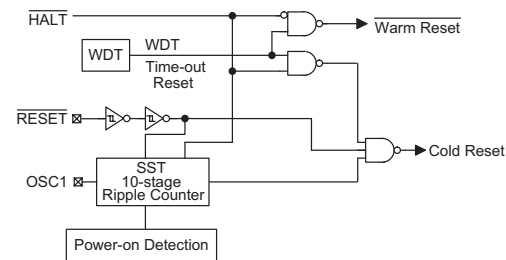 HALT
Warm Reset
WDT
WDT
Time-out
Reset
RESET
Cold Reset
OSC1
SST
10-stage
Ripple Counter
Power-on Detection